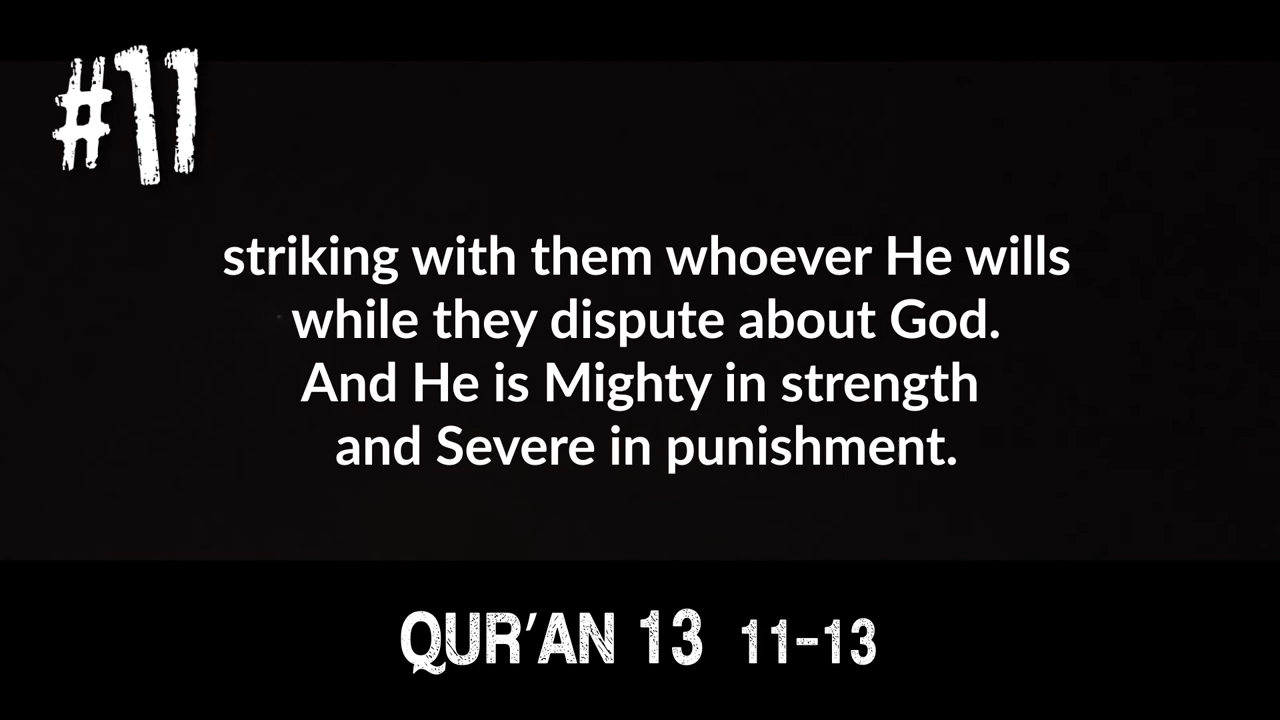 #11
striking with them whoever He wills
while they dispute about God.
And He is Mighty in strength
and Severe in punishment.
QUR'AN 13 11-13